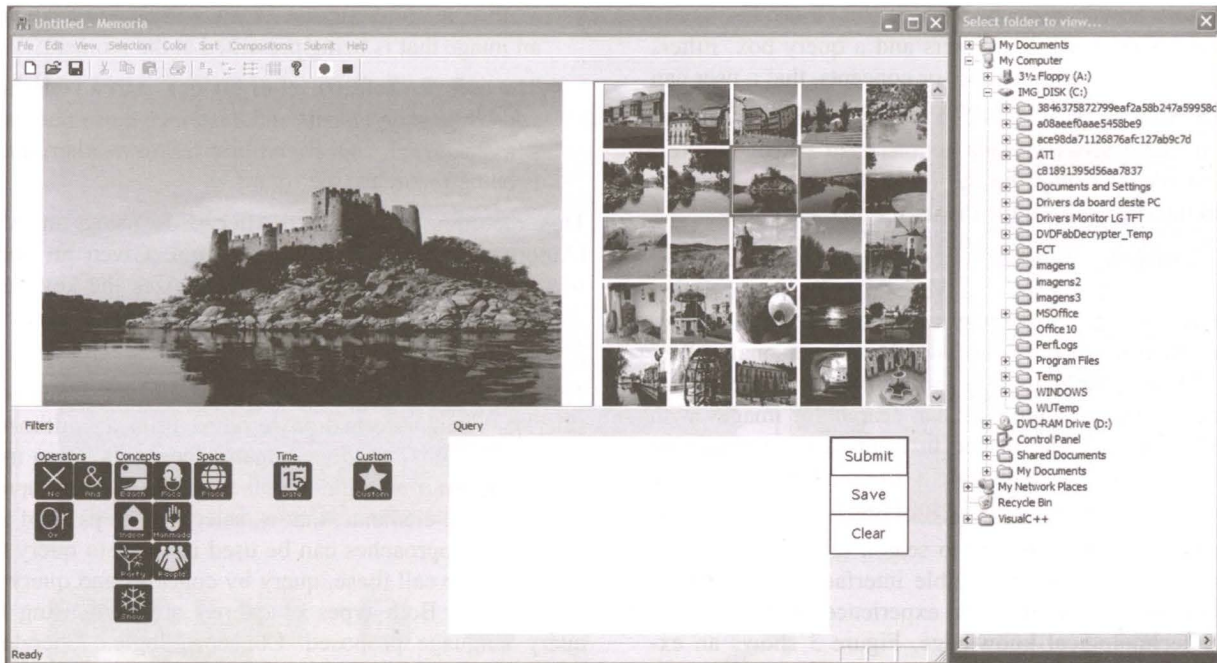 Untitled - Memoria
File Edit View Selection Color Sort Compositions Submit Help
Filters
Operators
Concepts
Space
Time
Custom
No
And
Beach
Face
Place
15
Date
Custom
Or
Or
Indoor
Manmade
Party
People
Snow
Query
Submit
Save
Clear
Ready
Select folder to view...
My Documents
My Computer
3½ Floppy (A:)
IMG_DISK (C:)
3846375872799eaf2a58b247a59958c
a08aeef0aae5458be9
ace98da71126876afc127ab9c7d
ATI
c81891395d56aa7837
Documents and Settings
Drivers da board deste PC
Drivers Monitor LG TFT
DVDFabDecrypter_Temp
FCT
imagens
imagens2
imagens3
MSOffice
Office10
PerfLogs
Program Files
Temp
WINDOWS
WUTemp
DVD-RAM Drive (D:)
Control Panel
Shared Documents
My Documents
My Network Places
Recycle Bin
VisualC++